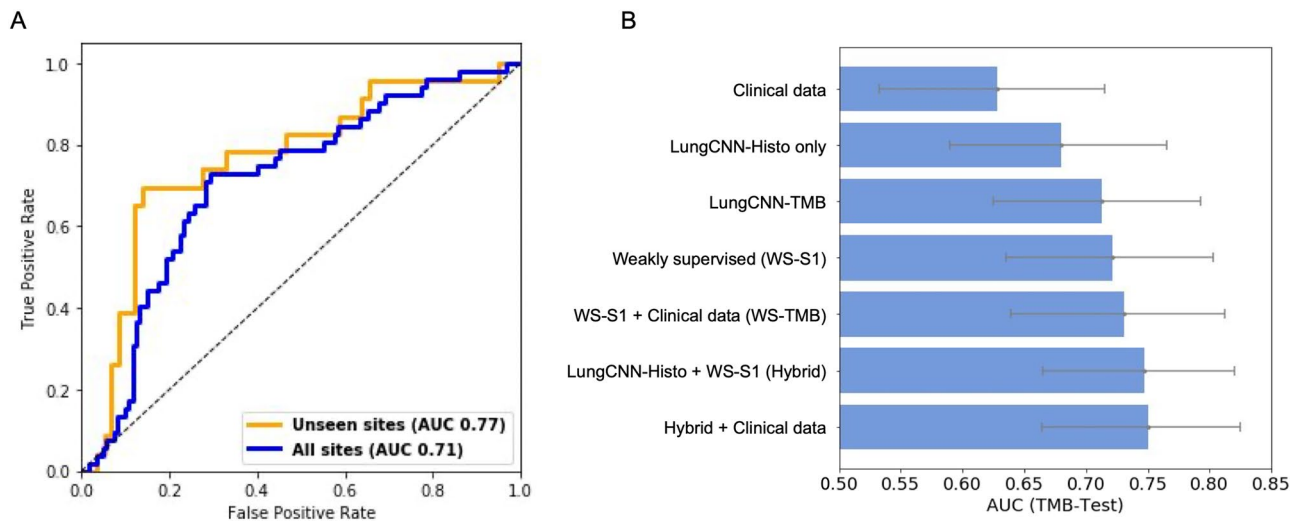 A
1.0
0.8
0.6
0.4
0.2
0.0
0.0 0.2 0.4 0.6 0.8 1.0
True Positive Rate
False Positive Rate
Unseen sites (AUC 0.77)
All sites (AUC 0.71)
B
Clinical data
LungCNN-Histo only
LungCNN-TMB
Weakly supervised (WS-S1)
WS-S1 + Clinical data (WS-TMB)
LungCNN-Histo + WS-S1 (Hybrid)
Hybrid + Clinical data
0.50 0.55 0.60 0.65 0.70 0.75 0.80 0.85
AUC (TMB-Test)